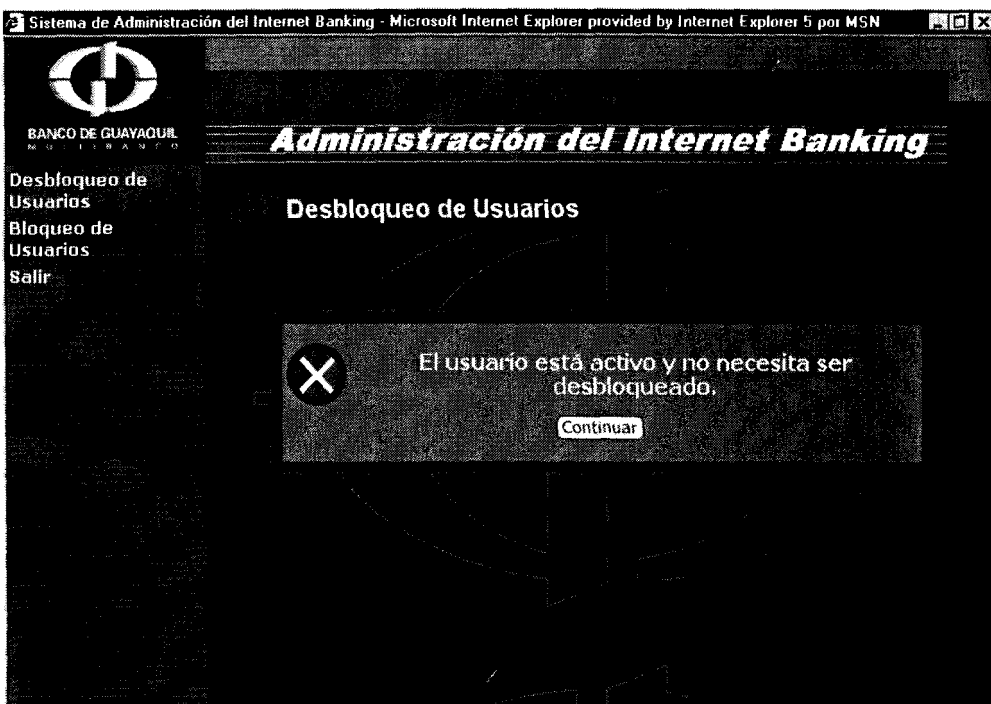 Sistema de Administración del Internet Banking - Microsoft Internet Explorer provided by Internet Explorer 5 por MSN
BANCO DE GUAYAQUIL
MULTIBANCO
Administración del Internet Banking
Desbloqueo de
Usuarios
Bloqueo de
Usuarios
Salir
Desbloqueo de Usuarios
El usuario está activo y no necesita ser
desbloqueado.
Continuar